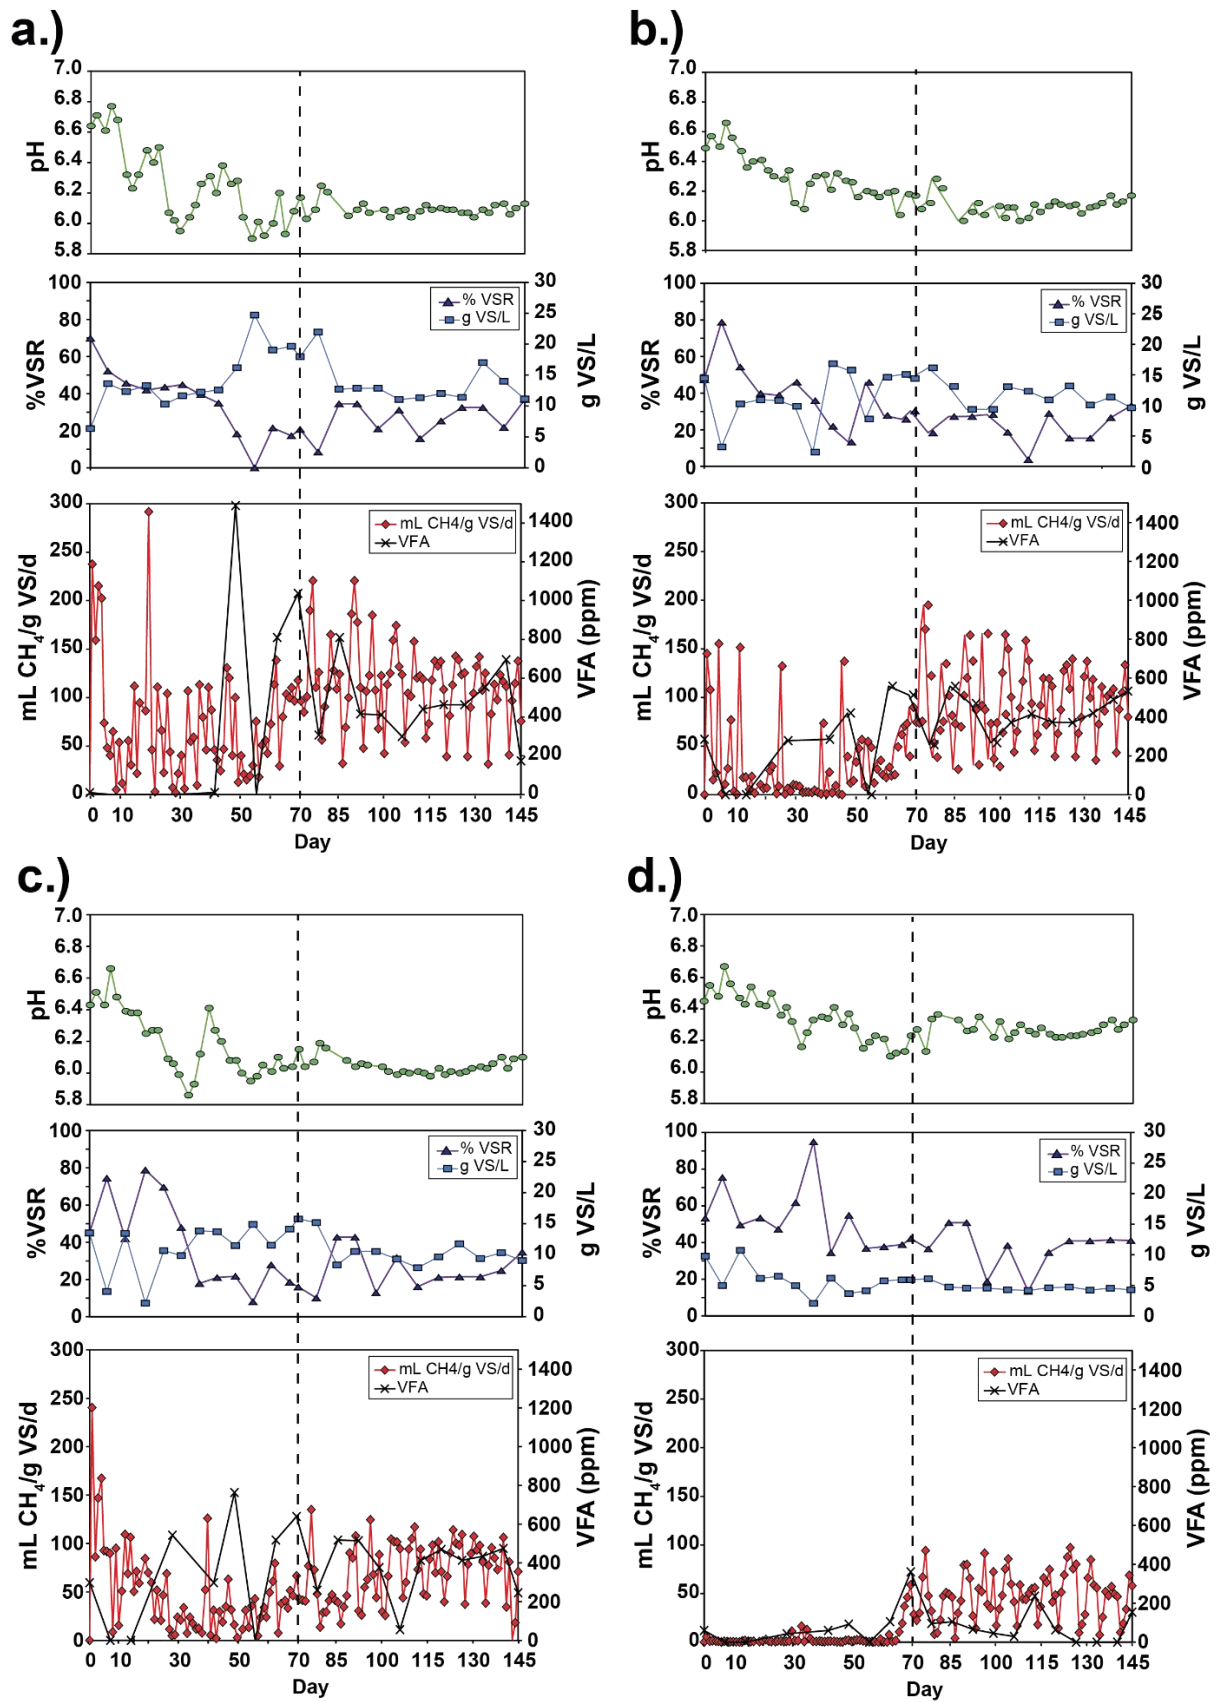 a.)
7.0
6.8
6.6
6.4
6.2
6.0
5.8
pH
100
80
60
40
20
0
%VSR
30
25
20
15
10
5
0
g VS/L
% VSR
g VS/L
300
250
200
150
100
50
0
mL CH4/g VS/d
1400
1200
1000
800
600
400
200
0
VFA (ppm)
mL CH4/g VS/d
VFA
0 10 30 50 70 85 100 115 130 145
Day
b.)
7.0
6.8
6.6
6.4
6.2
6.0
5.8
pH
100
80
60
40
20
0
%VSR
30
25
20
15
10
5
0
g VS/L
% VSR
g VS/L
300
250
200
150
100
50
0
mL CH4/g VS/d
1400
1200
1000
800
600
400
200
0
VFA (ppm)
mL CH4/g VS/d
VFA
0 10 30 50 70 85 100 115 130 145
Day
c.)
7.0
6.8
6.6
6.4
6.2
6.0
5.8
pH
100
80
60
40
20
0
%VSR
30
25
20
15
10
5
0
g VS/L
% VSR
g VS/L
300
250
200
150
100
50
0
mL CH4/g VS/d
1400
1200
1000
800
600
400
200
0
VFA (ppm)
mL CH4/g VS/d
VFA
0 10 30 50 70 85 100 115 130 145
Day
d.)
7.0
6.8
6.6
6.4
6.2
6.0
5.8
pH
100
80
60
40
20
0
%VSR
30
25
20
15
10
5
0
g VS/L
% VSR
g VS/L
300
250
200
150
100
50
0
mL CH4/g VS/d
1400
1200
1000
800
600
400
200
0
VFA (ppm)
mL CH4/g VS/d
VFA
0 10 30 50 70 85 100 115 130 145
Day